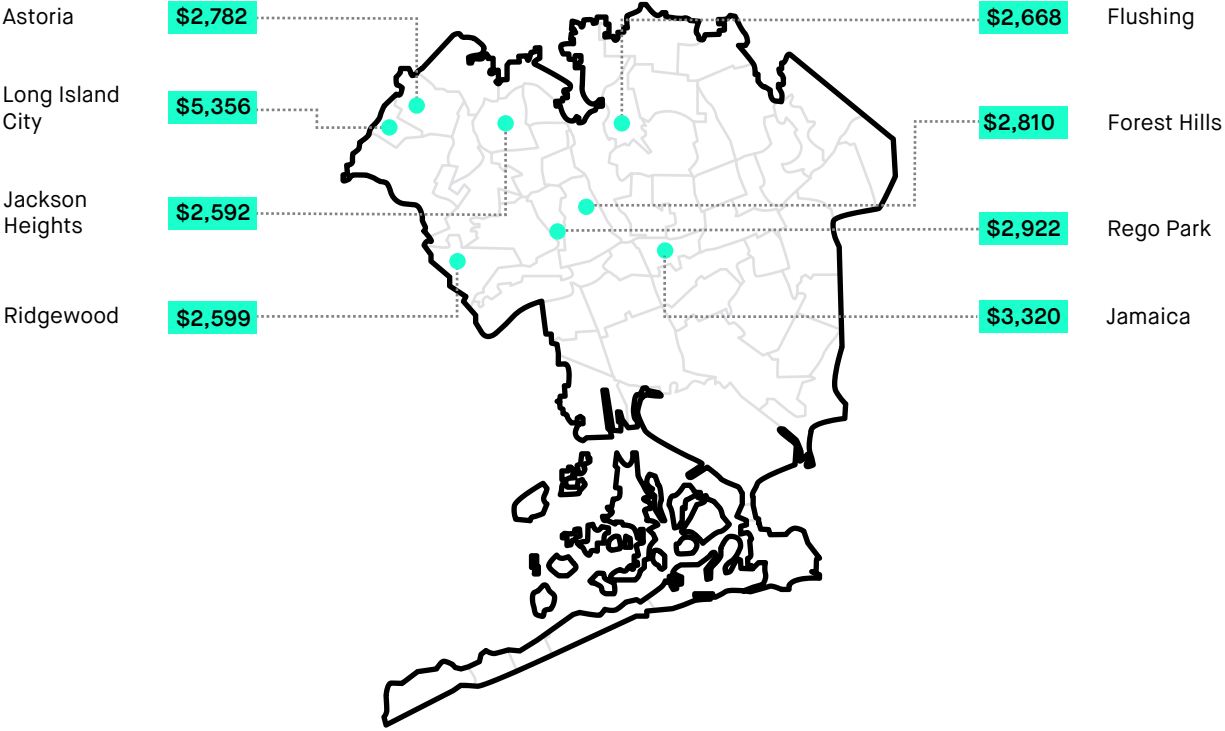 Astoria
$2,782
Long Island
City
$5,356
Jackson
Heights
$2,592
Ridgewood
$2,599
$2,668
Flushing
$2,810
Forest Hills
$2,922
Rego Park
$3,320
Jamaica